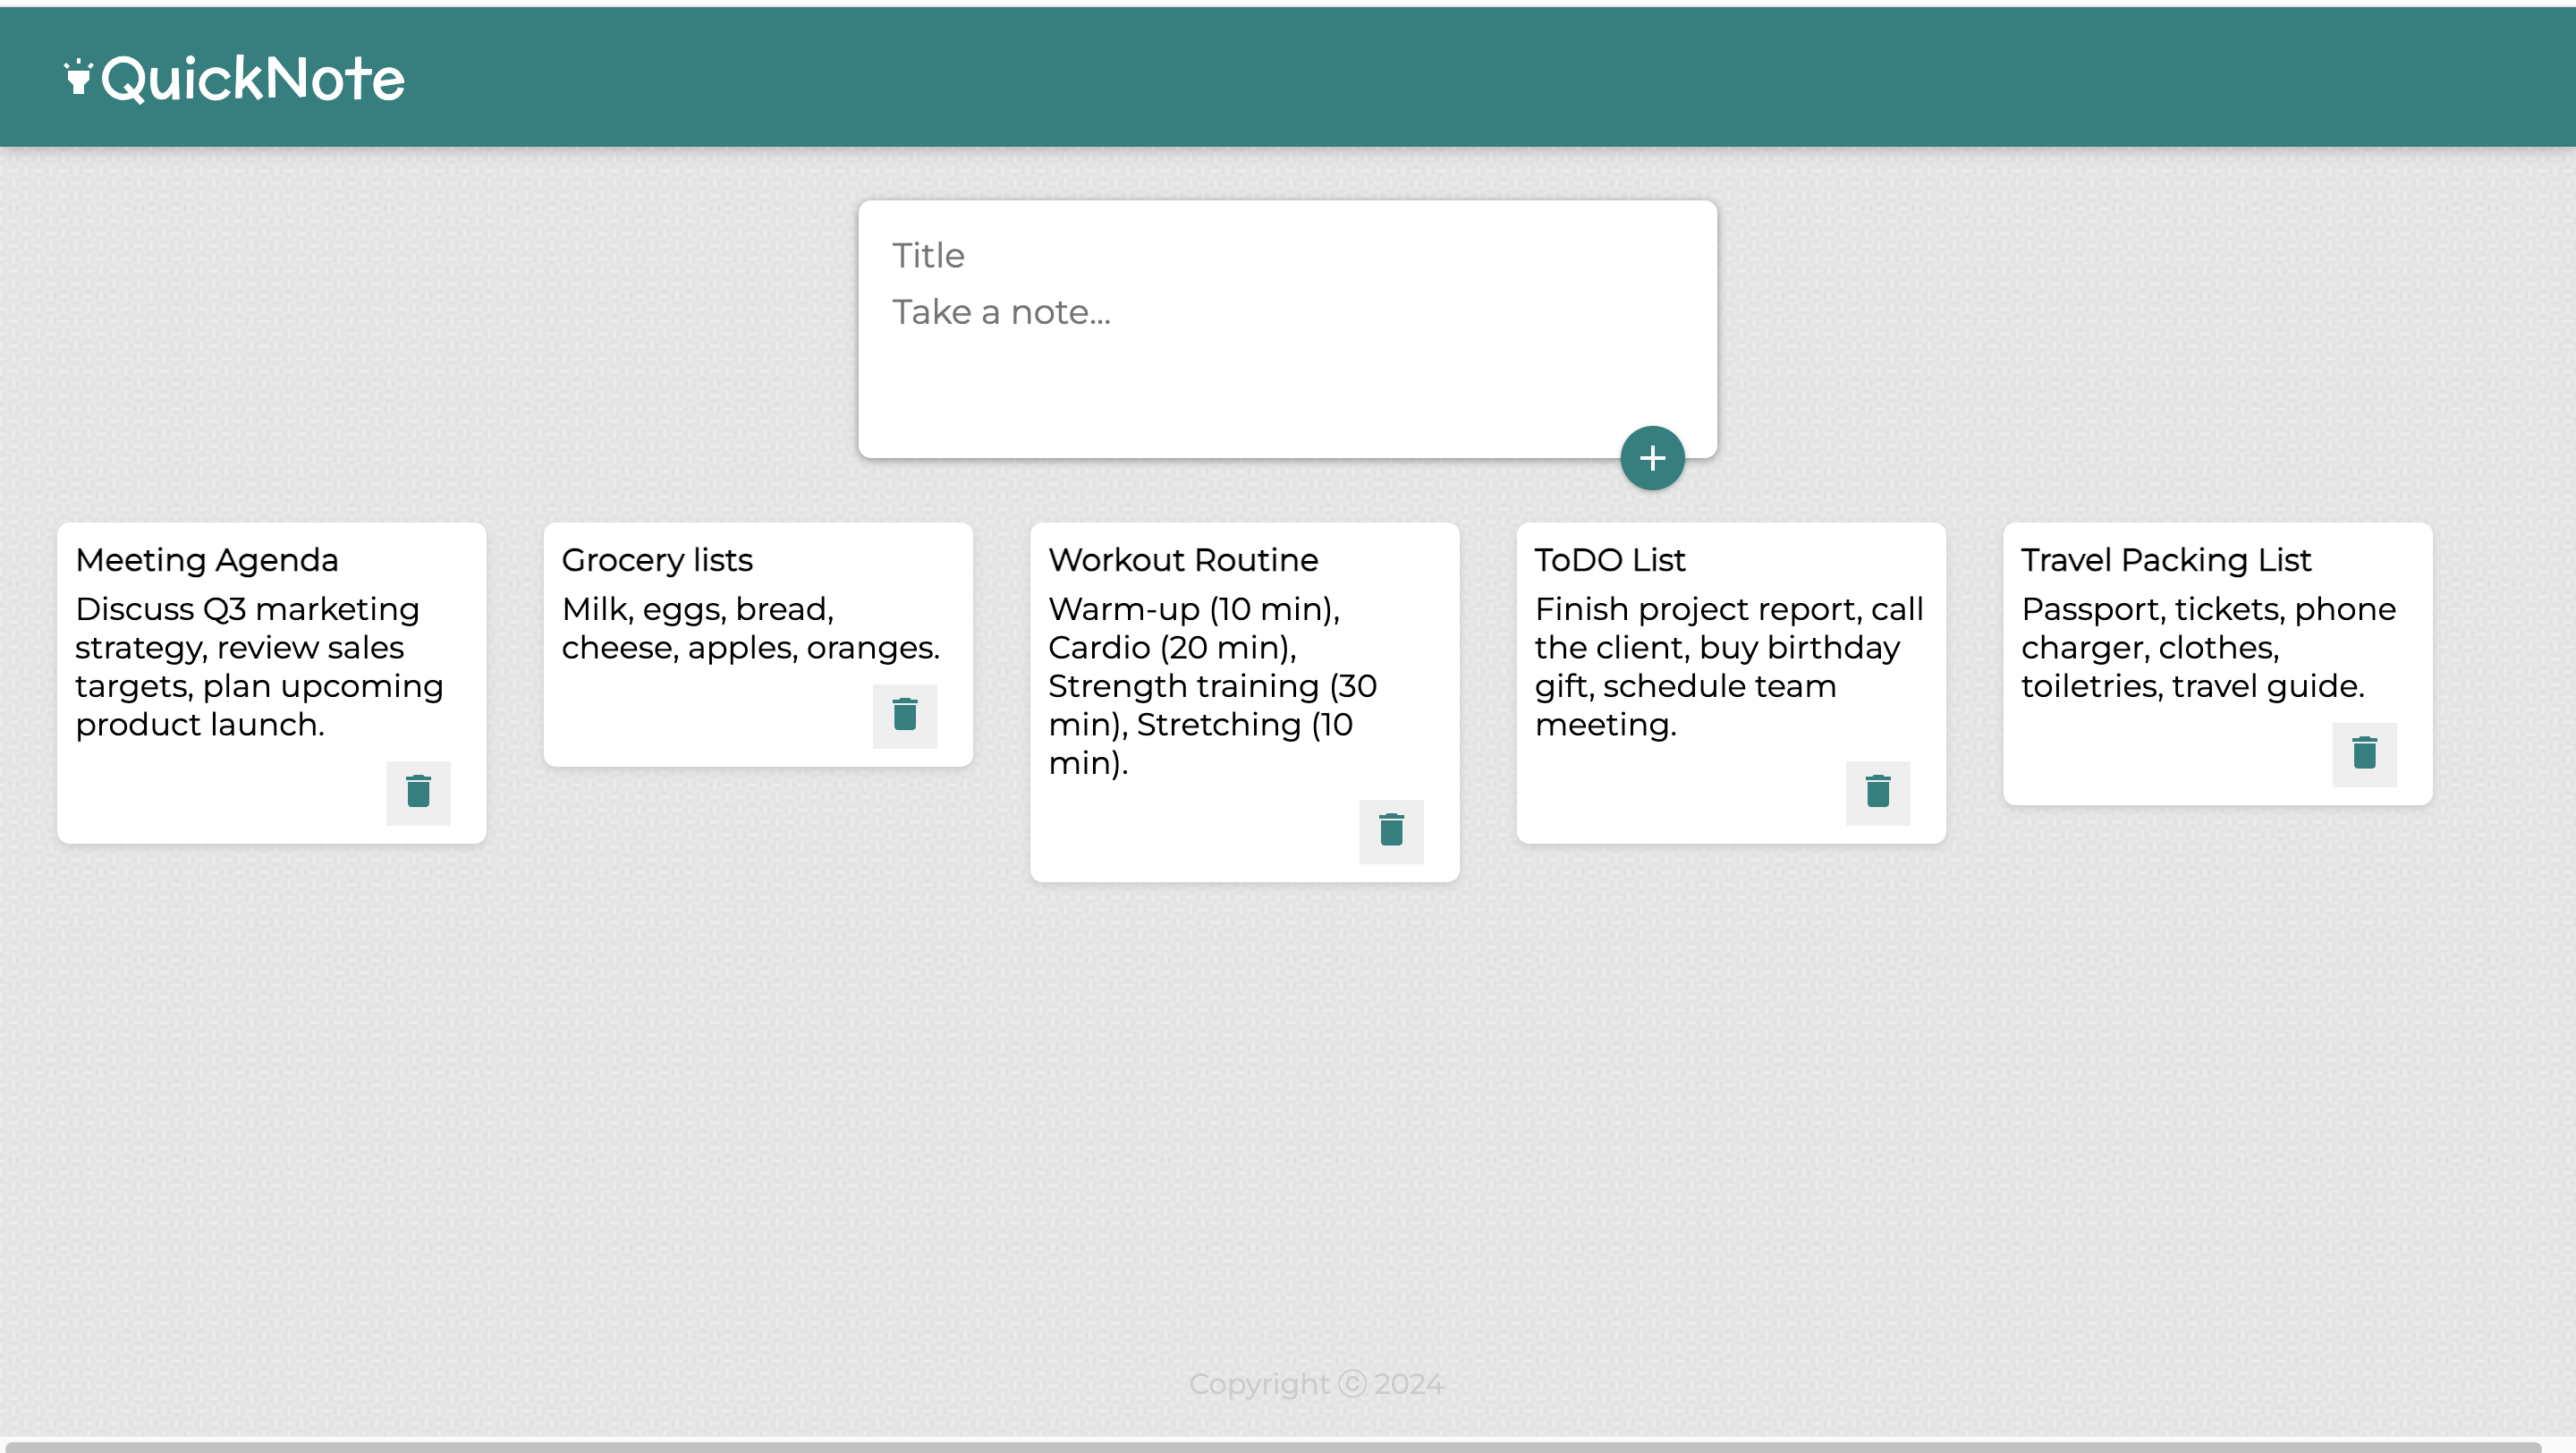 QuickNote
Title
Take a note...
Meeting Agenda
Discuss Q3 marketing
strategy, review sales
targets, plan upcoming
product launch.
Grocery lists
Milk, eggs, bread,
cheese, apples, oranges.
Workout Routine
Warm-up (10 min),
Cardio (20 min),
Strength training (30
min), Stretching (10
min).
ToDO List
Finish project report, call
the client, buy birthday
gift, schedule team
meeting.
Travel Packing List
Passport, tickets, phone
charger, clothes,
toiletries, travel guide.
Copyright ⓒ 2024